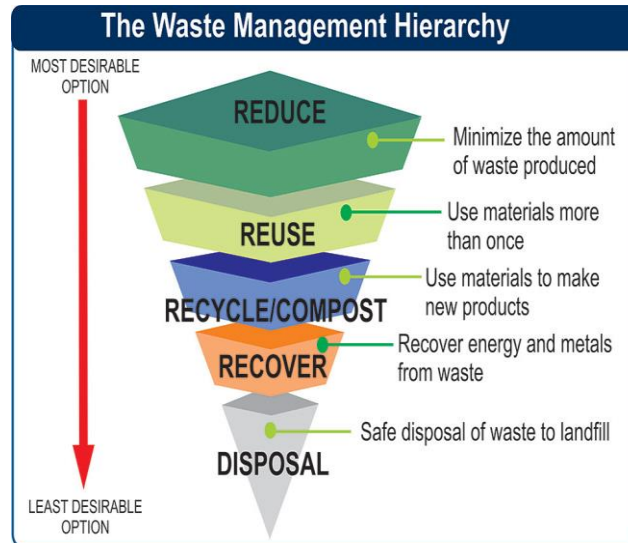 The Waste Management Hierarchy
MOST DESIRABLE
OPTION
REDUCE
Minimize the amount
of waste produced
REUSE
Use materials more
than once
RECYCLE/COMPOST
Use materials to make
new products
RECOVER
Recover energy and metals
from waste
DISPOSAL
Safe disposal of waste to landfill
LEAST DESIRABLE
OPTION